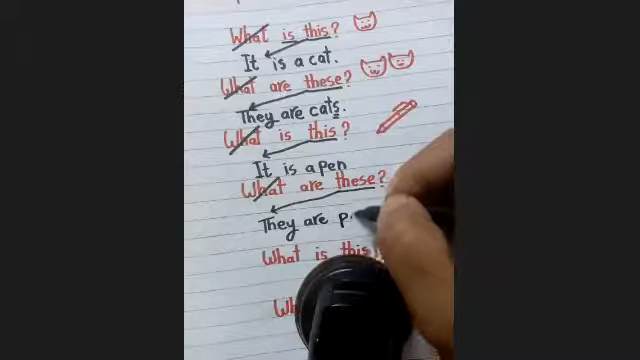 What is this?
It is a cat.
What are these?
They are cats.
What is this?
It is a pen
What are these?
They are p
What is this